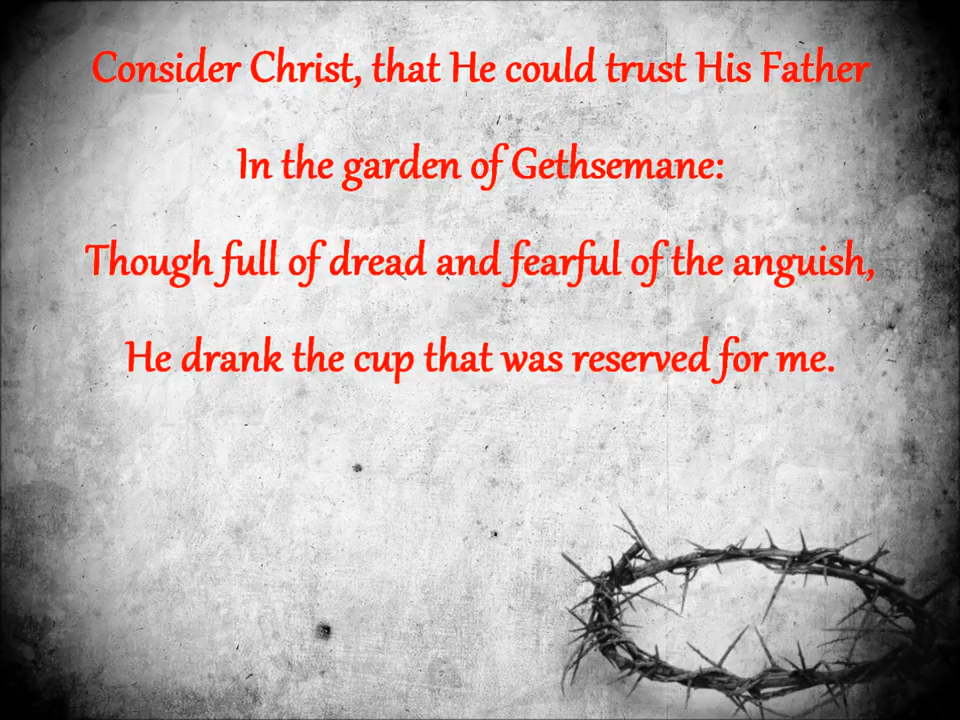 Consider Christ, that He could trust His Father
In the garden of Gethsemane:
Though full of dread and fearful of the anguish,
He drank the cup that was reserved for me.